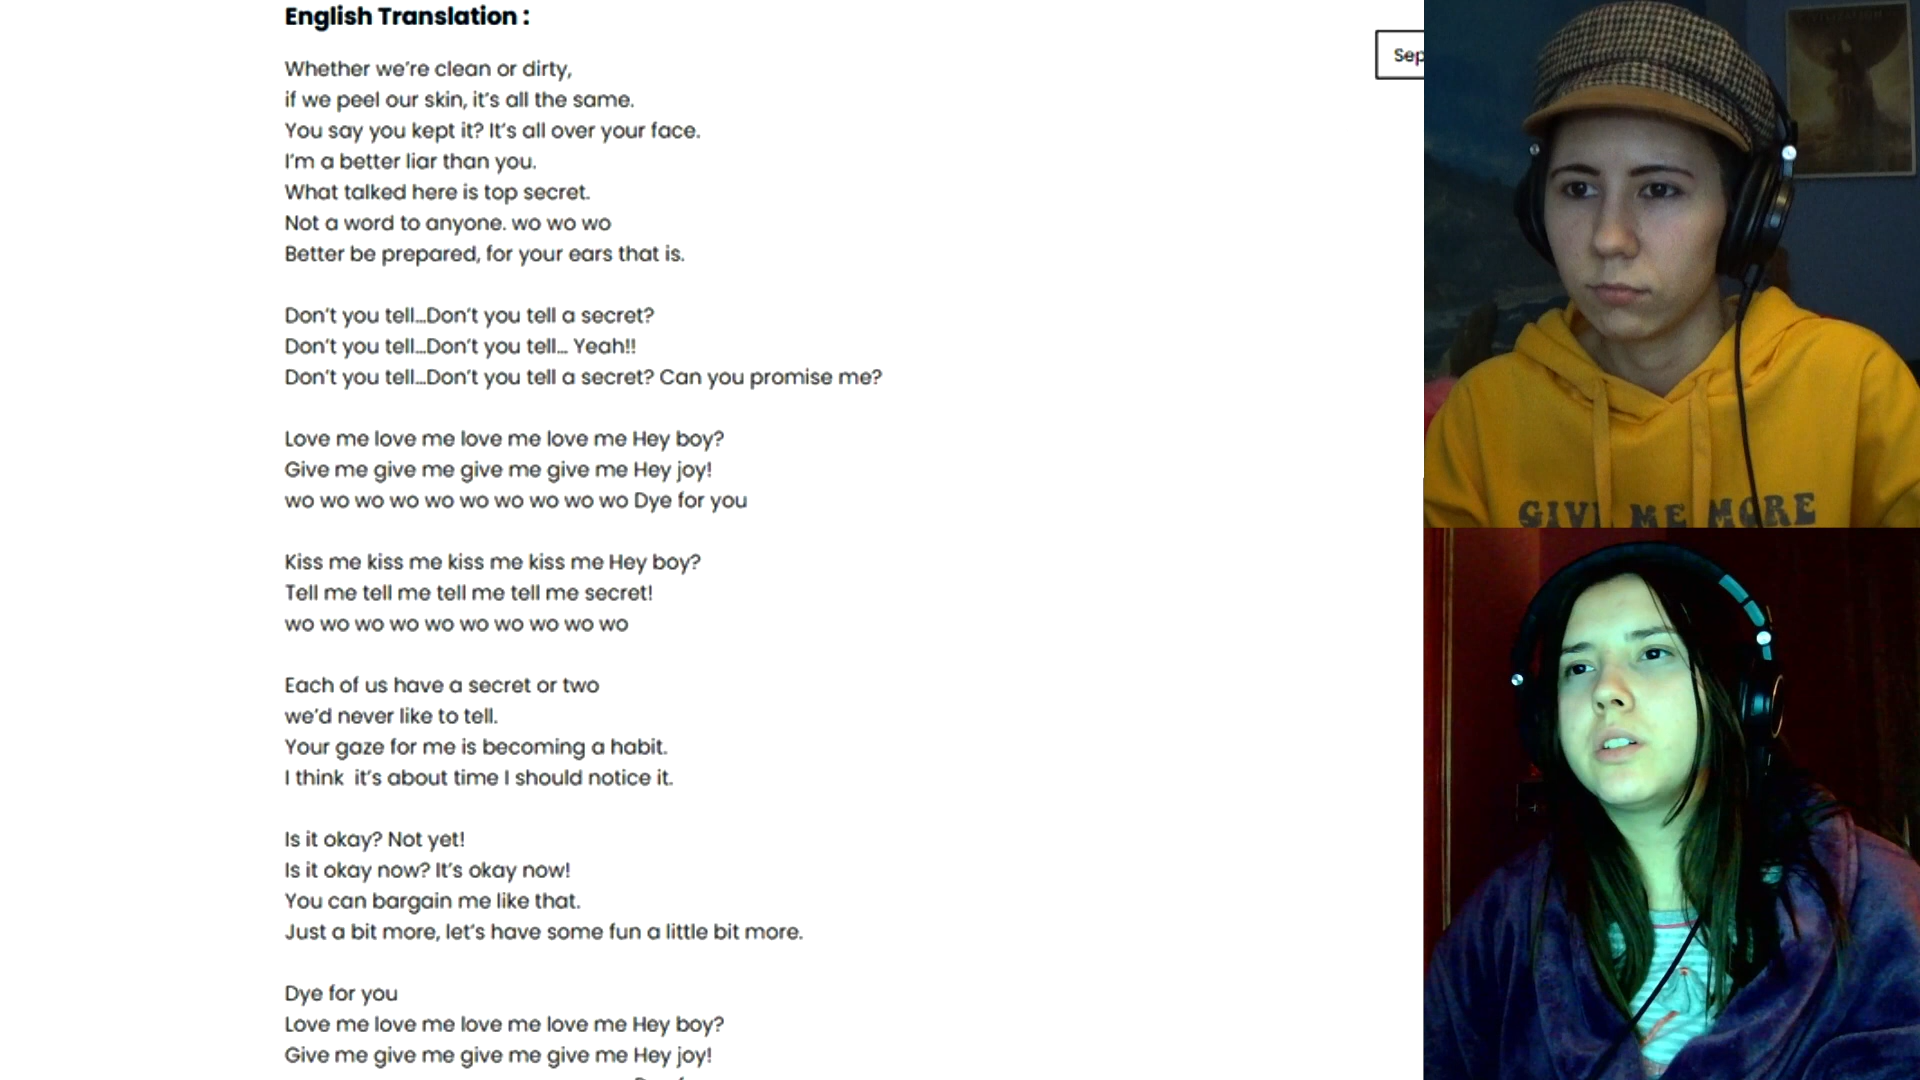 English Translation :
Whether we're clean or dirty,
if we peel our skin, it's all the same.
You say you kept it? It's all over your face.
I'm a better liar than you.
What talked here is top secret.
Not a word to anyone. wo wo wo
Better be prepared, for your ears that is.
Don't you tell...Don't you tell a secret?
Don't you tell...Don't you tell... Yeah!!
Don't you tell...Don't you tell a secret? Can you promise me?
Love me love me love me love me Hey boy?
Give me give me give me give me Hey joy!
wo wo wo wo wo wo wo wo wo wo Dye for you
Kiss me kiss me kiss me kiss me Hey boy?
Tell me tell me tell me tell me secret!
wo wo wo wo wo wo wo wo wo wo
Each of us have a secret or two
we'd never like to tell.
Your gaze for me is becoming a habit.
I think  it's about time I should notice it.
Is it okay? Not yet!
Is it okay now? It's okay now!
You can bargain me like that.
Just a bit more, let's have some fun a little bit more.
Dye for you
Love me love me love me love me Hey boy?
Give me give me give me give me Hey joy!
Sep
GIVE ME MORE